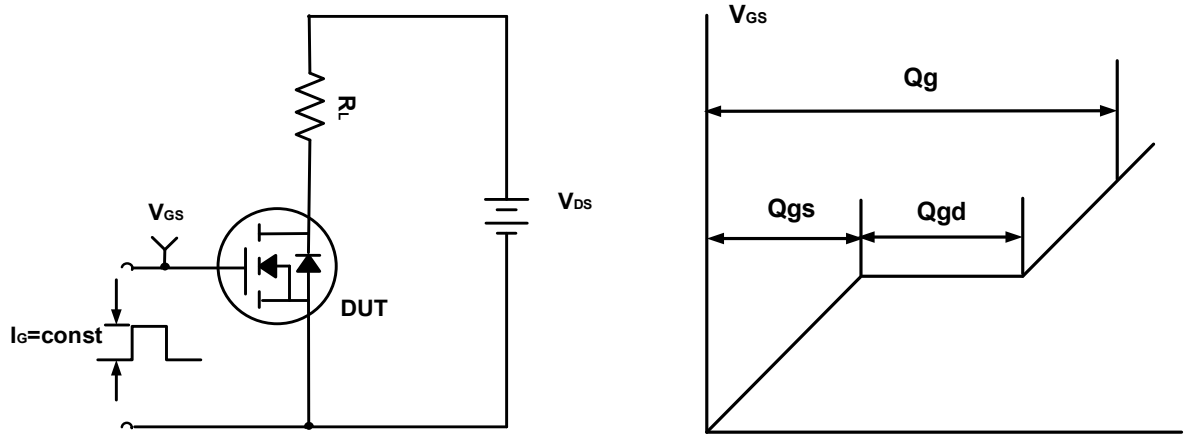 VGS
Qg
RL
VDS
VGS
Qgs
Qgd
DUT
IG=const